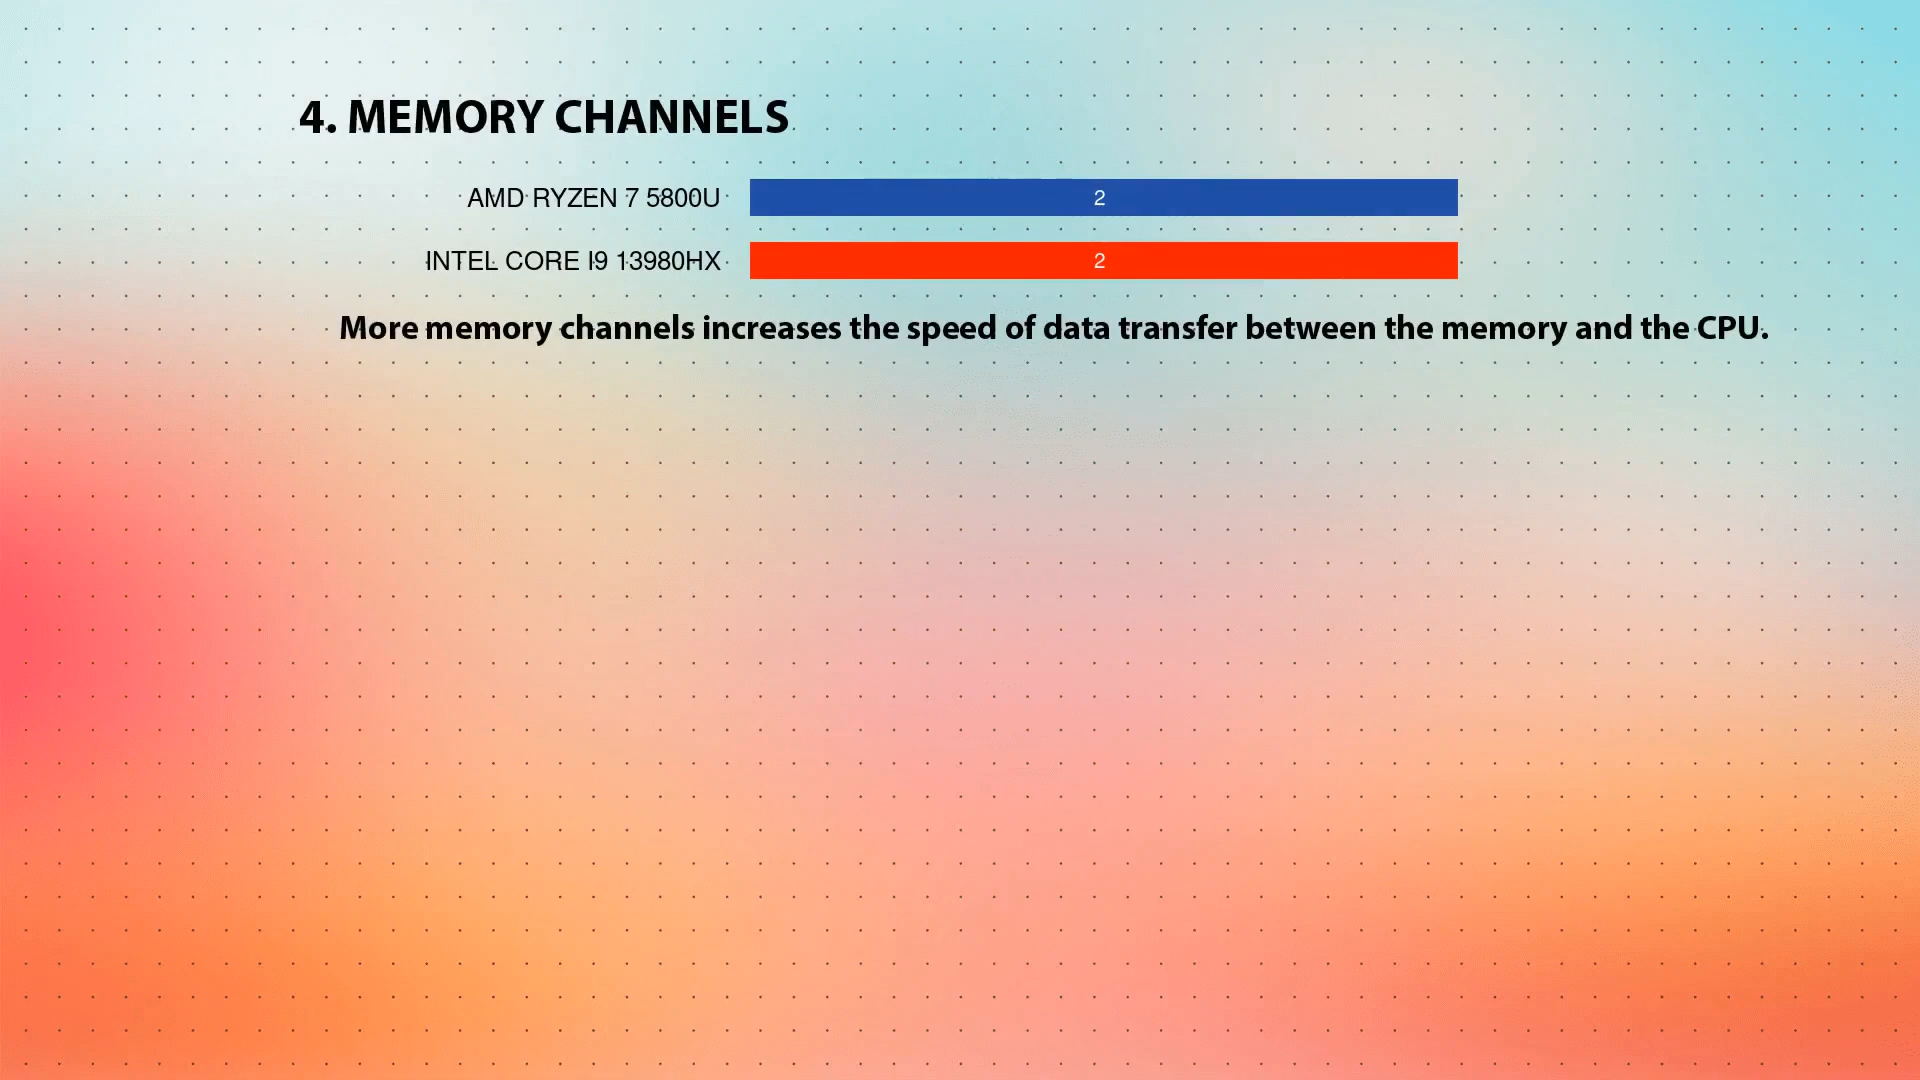 4. MEMORY CHANNELS
AMD RYZEN 7 5800U 2
INTEL CORE I9 13980HX 2
More memory channels increases the speed of data transfer between the memory and the CPU.